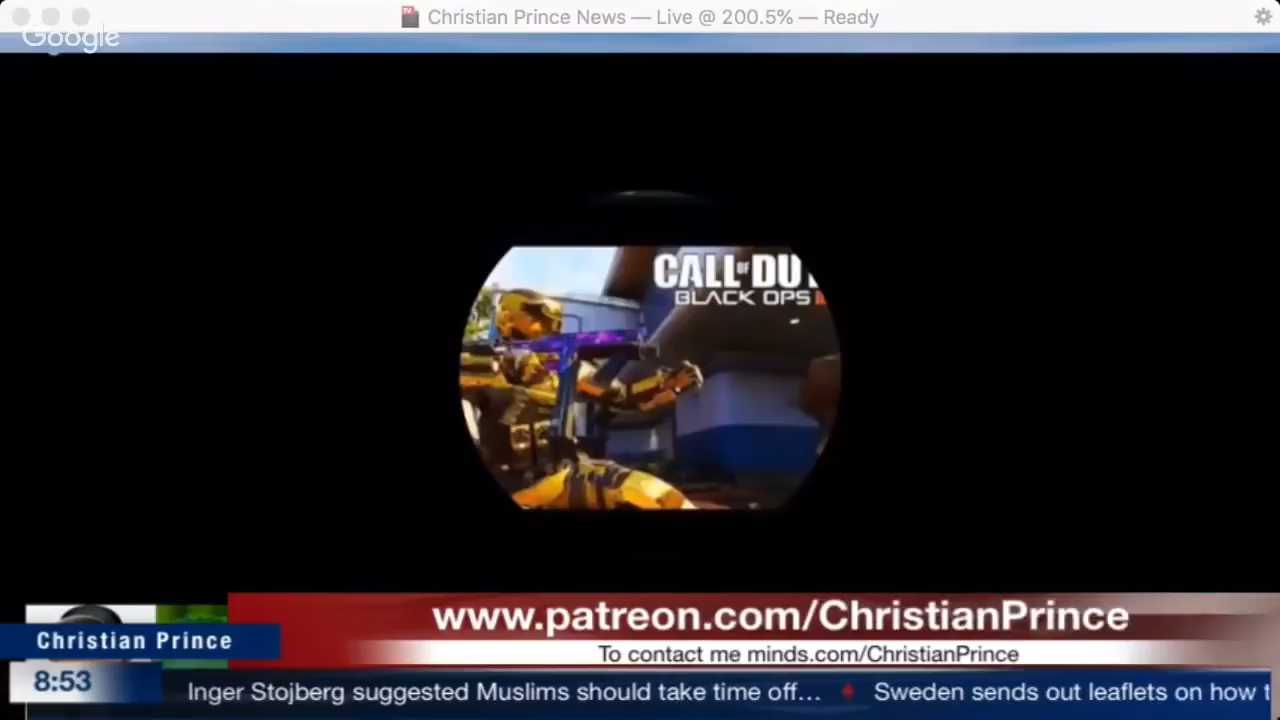 Christian Prince News — Live @ 200.5% — Ready
Google
CALL OF DU
BLACK OPS
www.patreon.com/ChristianPrince
To contact me minds.com/ChristianPrince
Christian Prince
8:53
Inger Stojberg suggested Muslims should take time off... ♦ Sweden sends out leaflets on how t